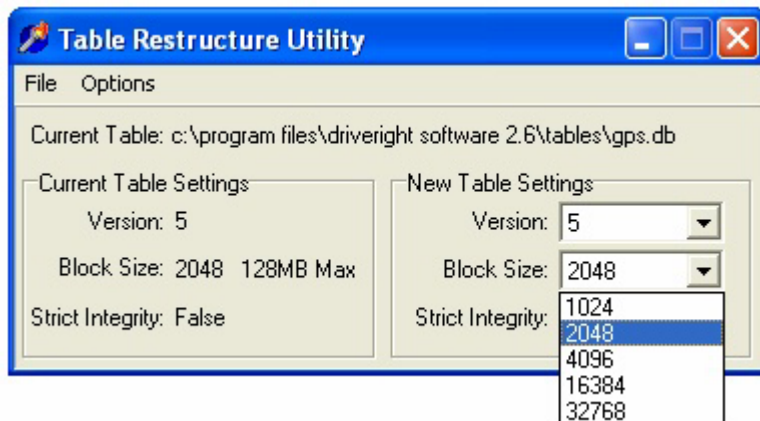 Table Restructure Utility
File Options
Current Table: c:\program files\driveright software 2.6\tables\gps.db
Current Table Settings
Version: 5
Block Size: 2048 128MB Max
Strict Integrity: False
New Table Settings
Version: 5
Block Size: 2048
Strict Integrity:
1024
2048
4096
16384
32768